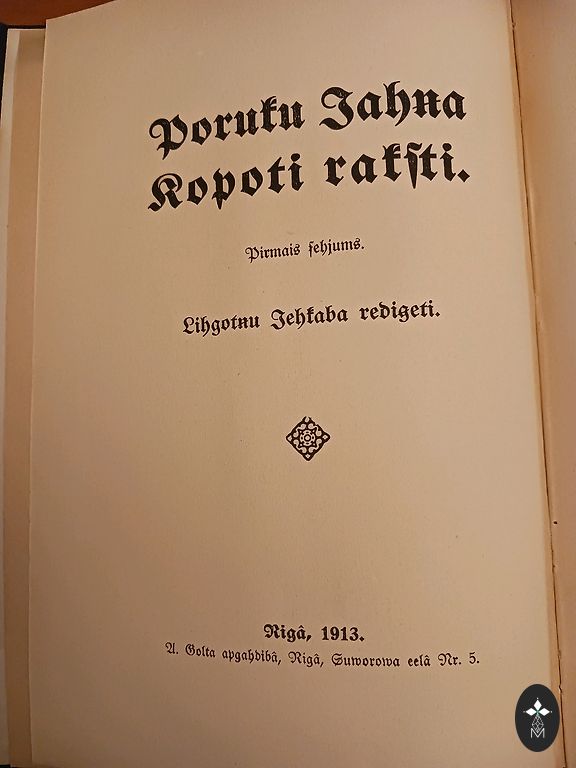 Poruku Jahna
Kopoti rakſti.
Pirmais ſehjums.
Lihgotnu Jehkaba redigeti.
Rigâ, 1913.
A. Golta apgahdibâ, Rigâ, Suworowa eelâ Nr. 5.
M